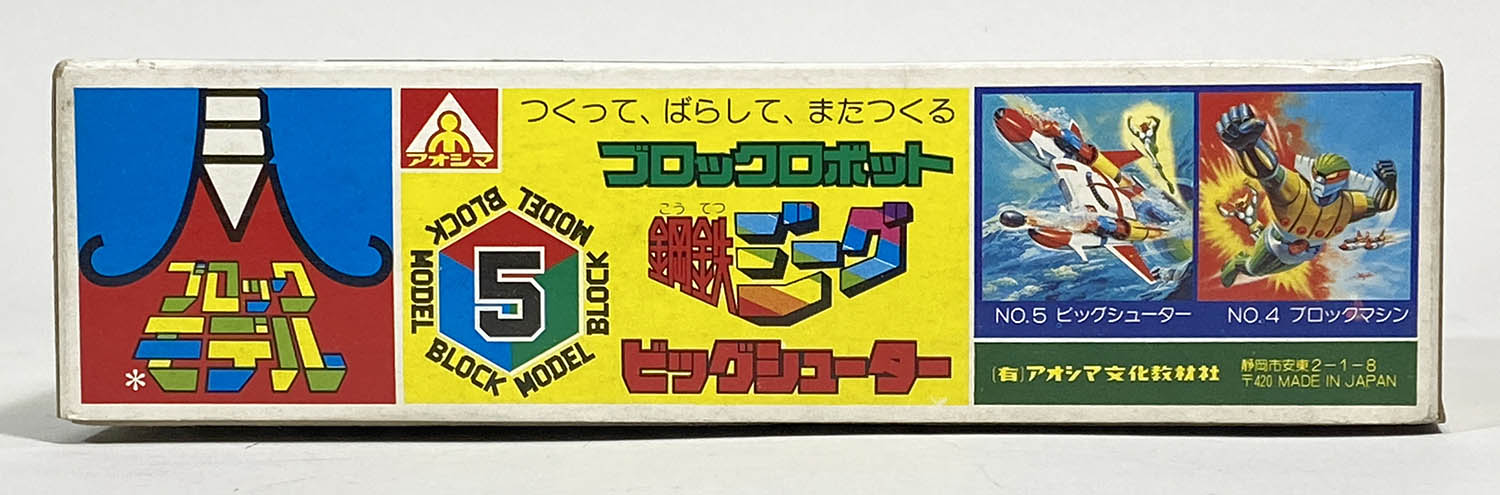 *
ブロック
モデル
アオシマ
BLOCK MODEL BLOCK MODEL BLOCK MODEL
5
つくって、ばらして、またつくる
ブロックロボット
こうてつ
鋼鉄ジーグ
ビッグシューター
NO.5 ビッグシューター
NO.4 ブロックマシン
(有)アオシマ文化教材社
静岡市安東2-1-8
〒420 MADE IN JAPAN